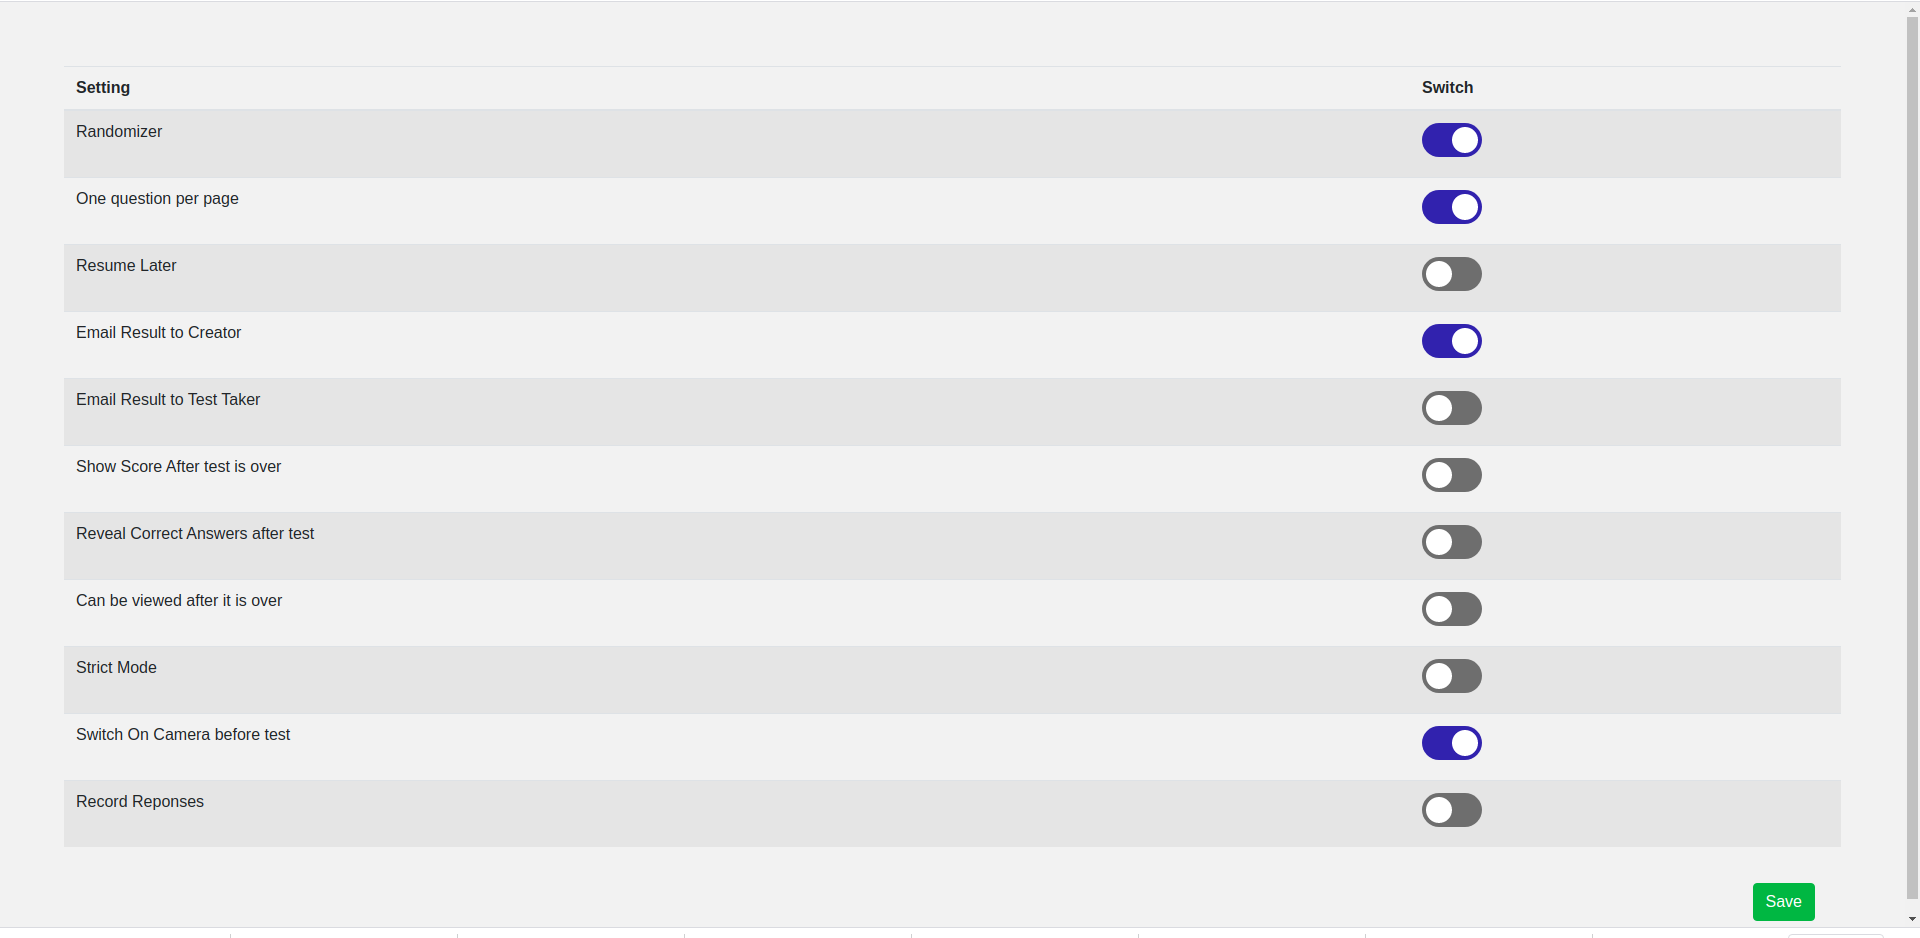 Setting Switch
Randomizer
One question per page
Resume Later
Email Result to Creator
Email Result to Test Taker
Show Score After test is over
Reveal Correct Answers after test
Can be viewed after it is over
Strict Mode
Switch On Camera before test
Record Reponses
Save